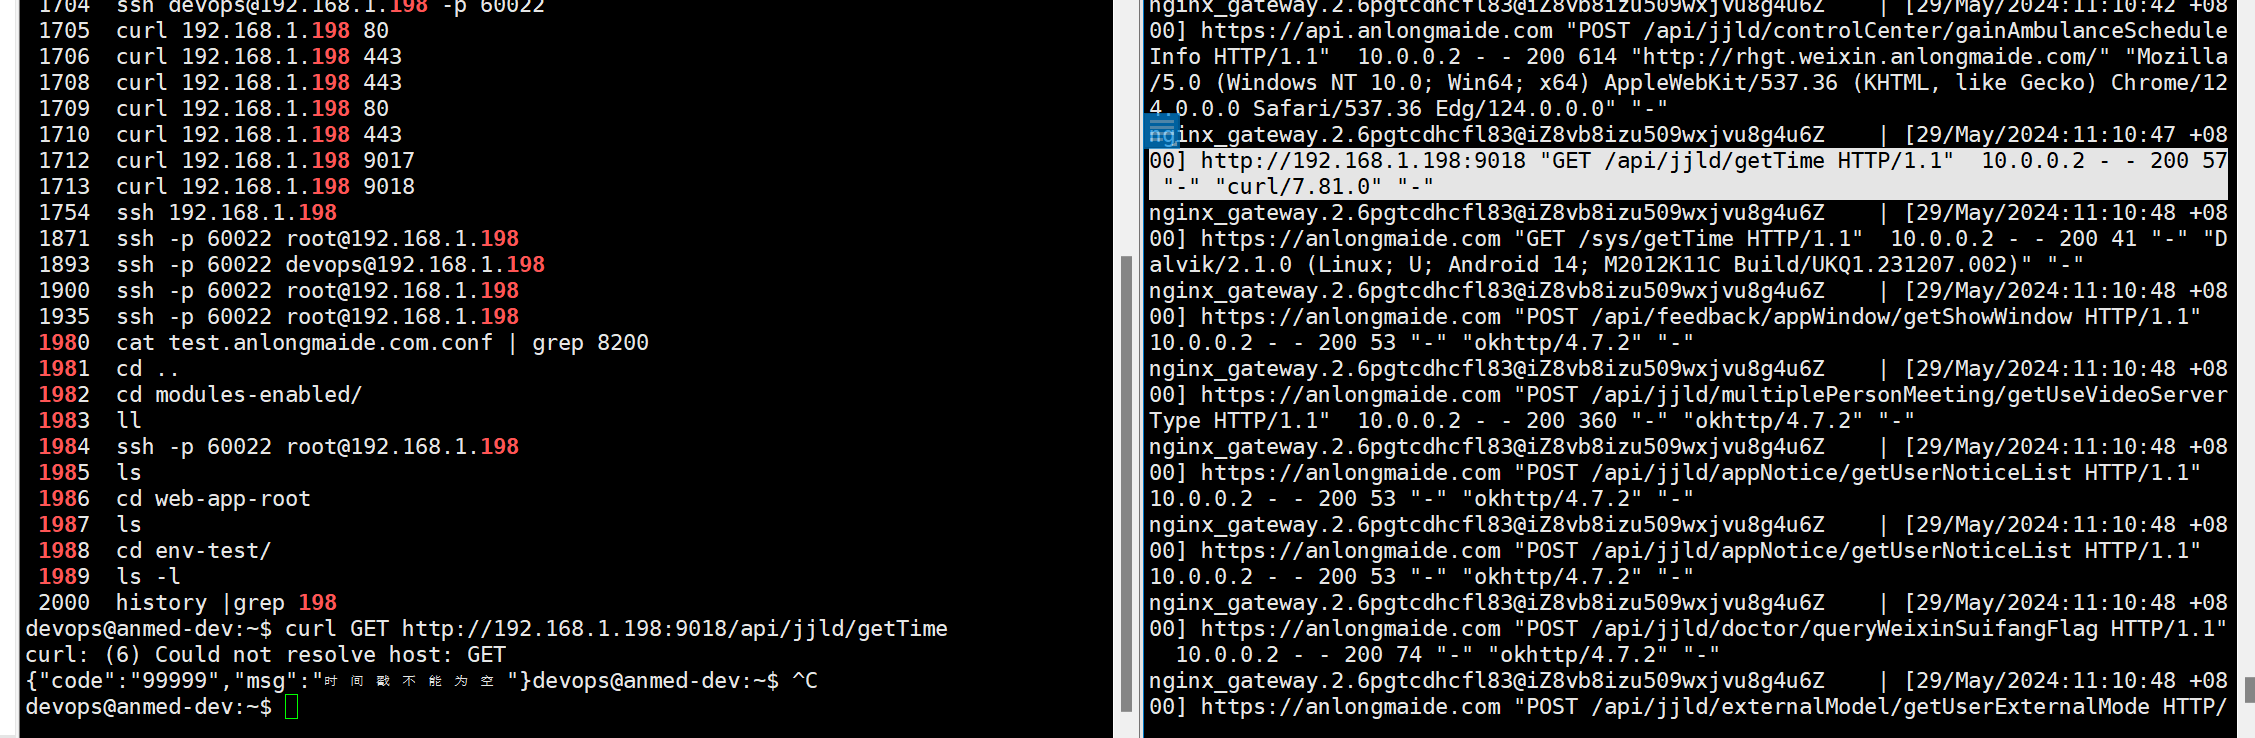 1704  ssh devops@192.168.1.198 -p 60022
1705  curl 192.168.1.198 80
1706  curl 192.168.1.198 443
1708  curl 192.168.1.198 443
1709  curl 192.168.1.198 80
1710  curl 192.168.1.198 443
1712  curl 192.168.1.198 9017
1713  curl 192.168.1.198 9018
1754  ssh 192.168.1.198
1871  ssh -p 60022 root@192.168.1.198
1893  ssh -p 60022 devops@192.168.1.198
1900  ssh -p 60022 root@192.168.1.198
1935  ssh -p 60022 root@192.168.1.198
1980  cat test.anlongmaide.com.conf | grep 8200
1981  cd ..
1982  cd modules-enabled/
1983  ll
1984  ssh -p 60022 root@192.168.1.198
1985  ls
1986  cd web-app-root
1987  ls
1988  cd env-test/
1989  ls -l
2000  history |grep 198
devops@anmed-dev:~$ curl GET http://192.168.1.198:9018/api/jjld/getTime
curl: (6) Could not resolve host: GET
{"code":"99999","msg":"时间戳不能为空"}devops@anmed-dev:~$ ^C
devops@anmed-dev:~$
nginx_gateway.2.6pgtcdhcfl83@iZ8vb8izu509wxjvu8g4u6Z    | [29/May/2024:11:10:42 +08
00] https://api.anlongmaide.com "POST /api/jjld/controlCenter/gainAmbulanceSchedule
Info HTTP/1.1"  10.0.0.2 - - 200 614 "http://rhgt.weixin.anlongmaide.com/" "Mozilla
/5.0 (Windows NT 10.0; Win64; x64) AppleWebKit/537.36 (KHTML, like Gecko) Chrome/12
4.0.0.0 Safari/537.36 Edg/124.0.0.0" "-"
nginx_gateway.2.6pgtcdhcfl83@iZ8vb8izu509wxjvu8g4u6Z    | [29/May/2024:11:10:47 +08
00] http://192.168.1.198:9018 "GET /api/jjld/getTime HTTP/1.1"  10.0.0.2 - - 200 57
"-" "curl/7.81.0" "-"
nginx_gateway.2.6pgtcdhcfl83@iZ8vb8izu509wxjvu8g4u6Z    | [29/May/2024:11:10:48 +08
00] https://anlongmaide.com "GET /sys/getTime HTTP/1.1"  10.0.0.2 - - 200 41 "-" "D
alvik/2.1.0 (Linux; U; Android 14; M2012K11C Build/UKQ1.231207.002)" "-"
nginx_gateway.2.6pgtcdhcfl83@iZ8vb8izu509wxjvu8g4u6Z    | [29/May/2024:11:10:48 +08
00] https://anlongmaide.com "POST /api/feedback/appWindow/getShowWindow HTTP/1.1"
10.0.0.2 - - 200 53 "-" "okhttp/4.7.2" "-"
nginx_gateway.2.6pgtcdhcfl83@iZ8vb8izu509wxjvu8g4u6Z    | [29/May/2024:11:10:48 +08
00] https://anlongmaide.com "POST /api/jjld/multiplePersonMeeting/getUseVideoServer
Type HTTP/1.1"  10.0.0.2 - - 200 360 "-" "okhttp/4.7.2" "-"
nginx_gateway.2.6pgtcdhcfl83@iZ8vb8izu509wxjvu8g4u6Z    | [29/May/2024:11:10:48 +08
00] https://anlongmaide.com "POST /api/jjld/appNotice/getUserNoticeList HTTP/1.1"
10.0.0.2 - - 200 53 "-" "okhttp/4.7.2" "-"
nginx_gateway.2.6pgtcdhcfl83@iZ8vb8izu509wxjvu8g4u6Z    | [29/May/2024:11:10:48 +08
00] https://anlongmaide.com "POST /api/jjld/appNotice/getUserNoticeList HTTP/1.1"
10.0.0.2 - - 200 53 "-" "okhttp/4.7.2" "-"
nginx_gateway.2.6pgtcdhcfl83@iZ8vb8izu509wxjvu8g4u6Z    | [29/May/2024:11:10:48 +08
00] https://anlongmaide.com "POST /api/jjld/doctor/queryWeixinSuifangFlag HTTP/1.1"
10.0.0.2 - - 200 74 "-" "okhttp/4.7.2" "-"
nginx_gateway.2.6pgtcdhcfl83@iZ8vb8izu509wxjvu8g4u6Z    | [29/May/2024:11:10:48 +08
00] https://anlongmaide.com "POST /api/jjld/externalModel/getUserExternalMode HTTP/